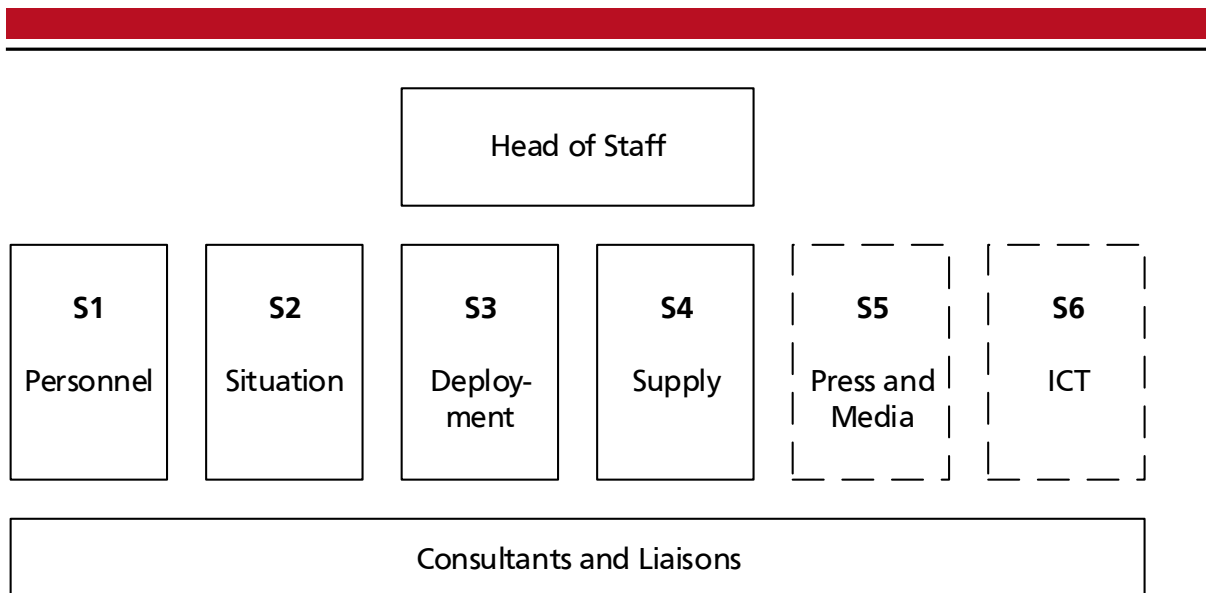 Head of Staff
S1
Personnel
S2
Situation
S3
Deploy-
ment
S4
Supply
S5
Press and
Media
S6
ICT
Consultants and Liaisons